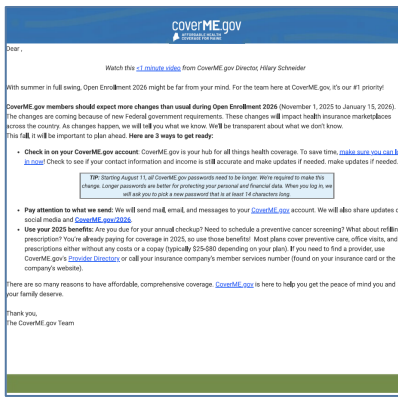 coverME.gov
AFFORDABLE HEALTH
COVERAGE FOR MAINE
Dear ,
Watch this <1 minute video from CoverME.gov Director, Hilary Schneider
With summer in full swing, Open Enrollment 2026 might be far from your mind. For the team here at CoverME.gov, it's our #1 priority!
CoverME.gov members should expect more changes than usual during Open Enrollment 2026 (November 1, 2025 to January 15, 2026).
The changes are coming because of new Federal government requirements. These changes will impact health insurance marketplaces
across the country. As changes happen, we will tell you what we know. We'll be transparent about what we don't know.
This fall, it will be important to plan ahead. Here are 3 ways to get ready:
• Check in on your CoverME.gov account: CoverME.gov is your hub for all things health coverage. To save time, make sure you can
in now! Check to see if your contact information and income is still accurate and make updates if needed. make updates if needed.
TIP: Starting August 11, all CoverME.gov passwords need to be longer. We're required to make this
change. Longer passwords are better for protecting your personal and financial data. When you log in, we
will ask you to pick a new password that is at least 14 characters long.
• Pay attention to what we send: We will send mail, email, and messages to your CoverME.gov account. We will also share updates
social media and CoverME.gov/2026.
• Use your 2025 benefits: Are you due for your annual checkup? Need to schedule a preventive cancer screening? What about refillin
prescription? You're already paying for coverage in 2025, so use those benefits! Most plans cover preventive care, office visits, and
prescriptions either without any costs or a copay (typically $25-$80 depending on your plan). If you need to find a provider, use
CoverME.gov's Provider Directory or call your insurance company's member services number (found on your insurance card or the
company's website).
There are so many reasons to have affordable, comprehensive coverage. CoverME.gov is here to help you get the peace of mind you and
your family deserve.
Thank you,
The CoverME.gov Team